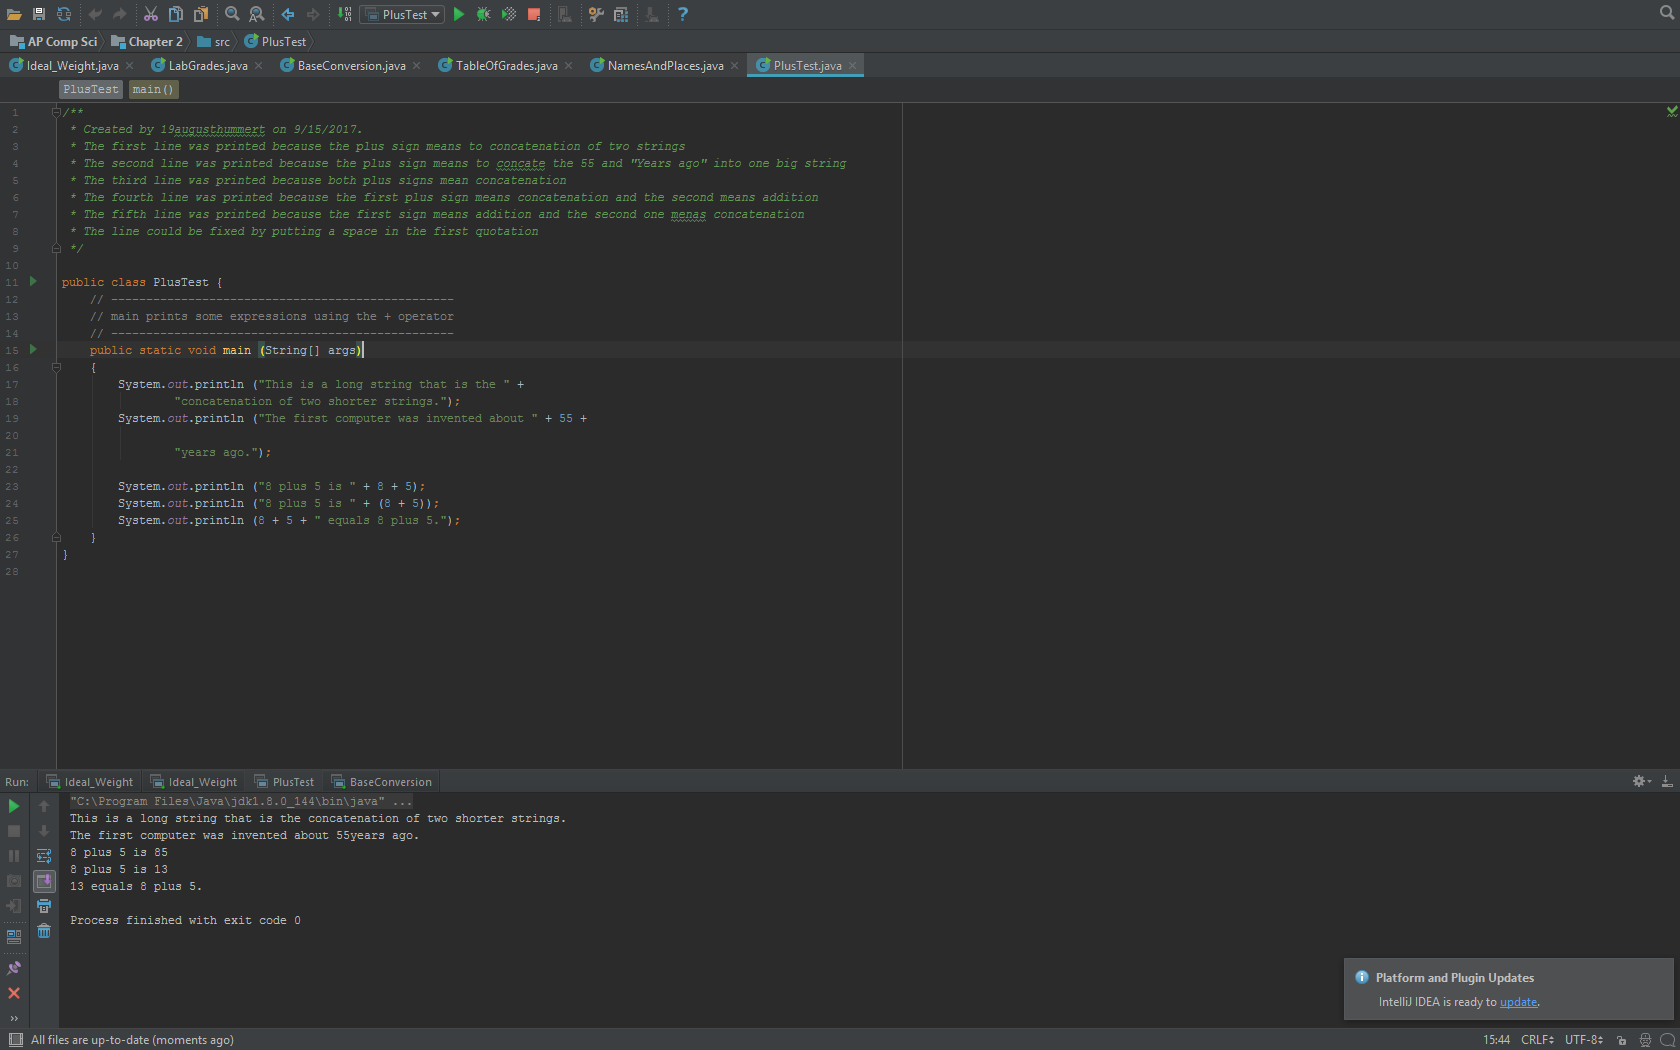 PlusTest
AP Comp Sci
Chapter 2
src
PlusTest
Ideal_Weight.java
LabGrades.java
BaseConversion.java
TableOfGrades.java
NamesAndPlaces.java
PlusTest.java
PlusTest main()
1 /**
2 * Created by 19augusthummert on 9/15/2017.
3 * The first line was printed because the plus sign means to concatenation of two strings
4 * The second line was printed because the plus sign means to concate the 55 and "Years ago" into one big string
5 * The third line was printed because both plus signs mean concatenation
6 * The fourth line was printed because the first plus sign means concatenation and the second means addition
7 * The fifth line was printed because the first sign means addition and the second one menas concatenation
8 * The line could be fixed by putting a space in the first quotation
9 */
10
11 public class PlusTest {
12 // -------------------------------------------------
13 // main prints some expressions using the + operator
14 // -------------------------------------------------
15 public static void main (String[] args)
16 {
17 System.out.println ("This is a long string that is the " +
18 "concatenation of two shorter strings.");
19 System.out.println ("The first computer was invented about " + 55 +
20
21 "years ago.");
22
23 System.out.println ("8 plus 5 is " + 8 + 5);
24 System.out.println ("8 plus 5 is " + (8 + 5));
25 System.out.println (8 + 5 + " equals 8 plus 5.");
26 }
27 }
28
Run: Ideal_Weight Ideal_Weight PlusTest BaseConversion
"C:\Program Files\Java\jdk1.8.0_144\bin\java" ...
This is a long string that is the concatenation of two shorter strings.
The first computer was invented about 55years ago.
8 plus 5 is 85
8 plus 5 is 13
13 equals 8 plus 5.
Process finished with exit code 0
Platform and Plugin Updates
IntelliJ IDEA is ready to update.
All files are up-to-date (moments ago)
15:44 CRLF UTF-8